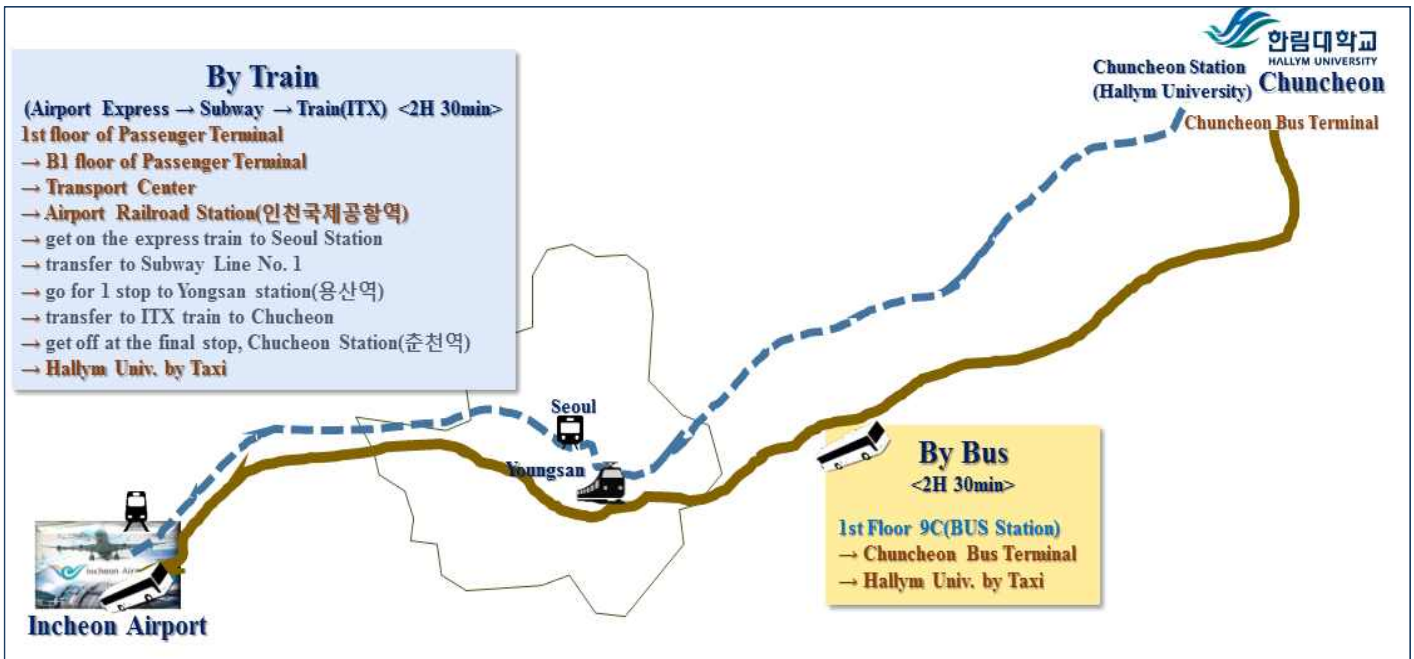 By Train
(Airport Express → Subway → Train(ITX) <2H 30min>
1st floor of Passenger Terminal
→ B1 floor of Passenger Terminal
→ Transport Center
→ Airport Railroad Station(인천국제공항역)
→ get on the express train to Seoul Station
→ transfer to Subway Line No. 1
→ go for 1 stop to Yongsan station(용산역)
→ transfer to ITX train to Chucheon
→ get off at the final stop, Chucheon Station(춘천역)
→ Hallym Univ. by Taxi
한림대학교
HALLYM UNIVERSITY
Chuncheon Station
(Hallym University)
Chuncheon
Chuncheon Bus Terminal
Seoul
Youngsan
By Bus
<2H 30min>
1st Floor 9C(BUS Station)
→ Chuncheon Bus Terminal
→ Hallym Univ. by Taxi
Incheon Air
Incheon Airport